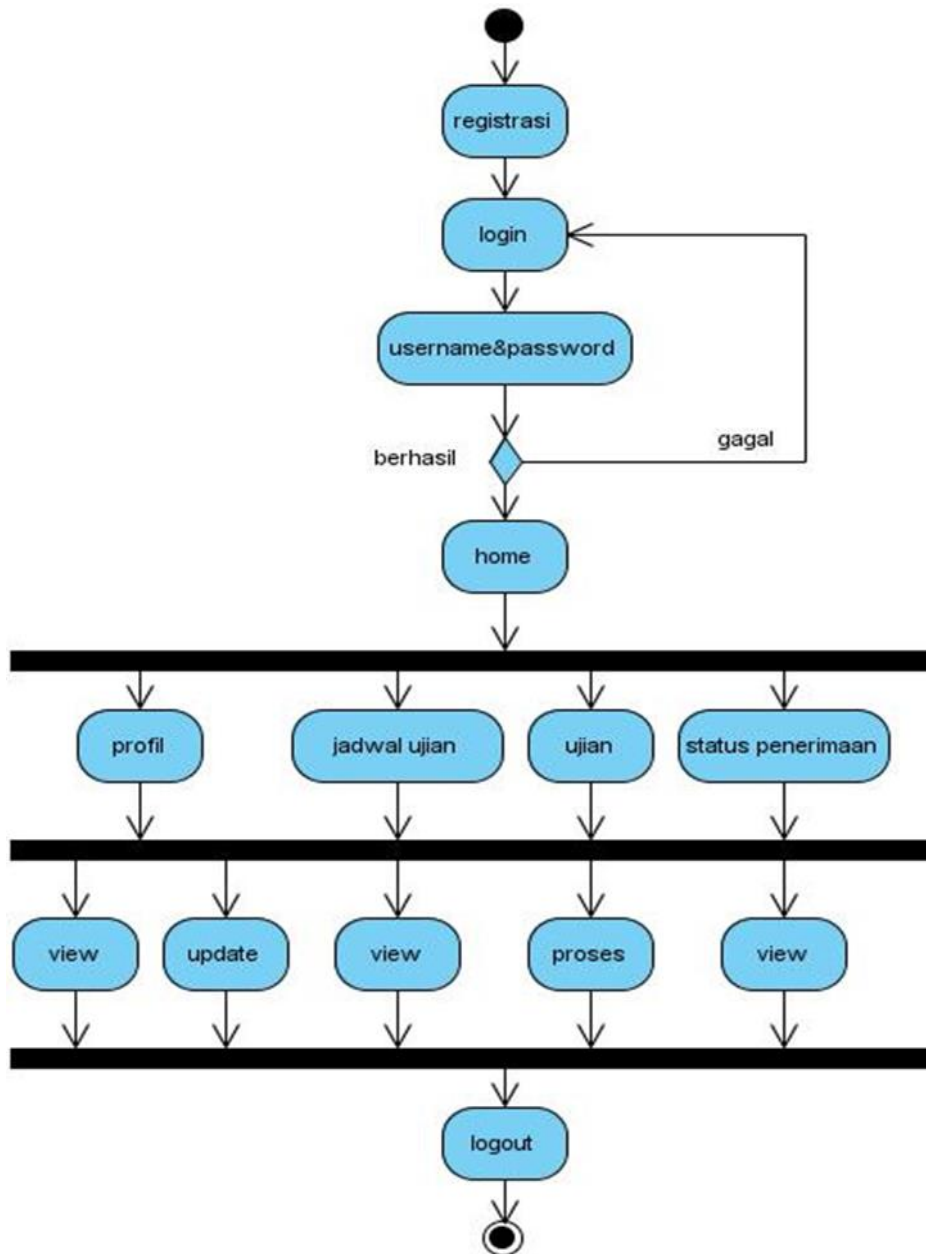 registrasi
login
username&password
berhasil
gagal
home
profil
jadwal ujian
ujian
status penerimaan
view
update
view
proses
view
logout